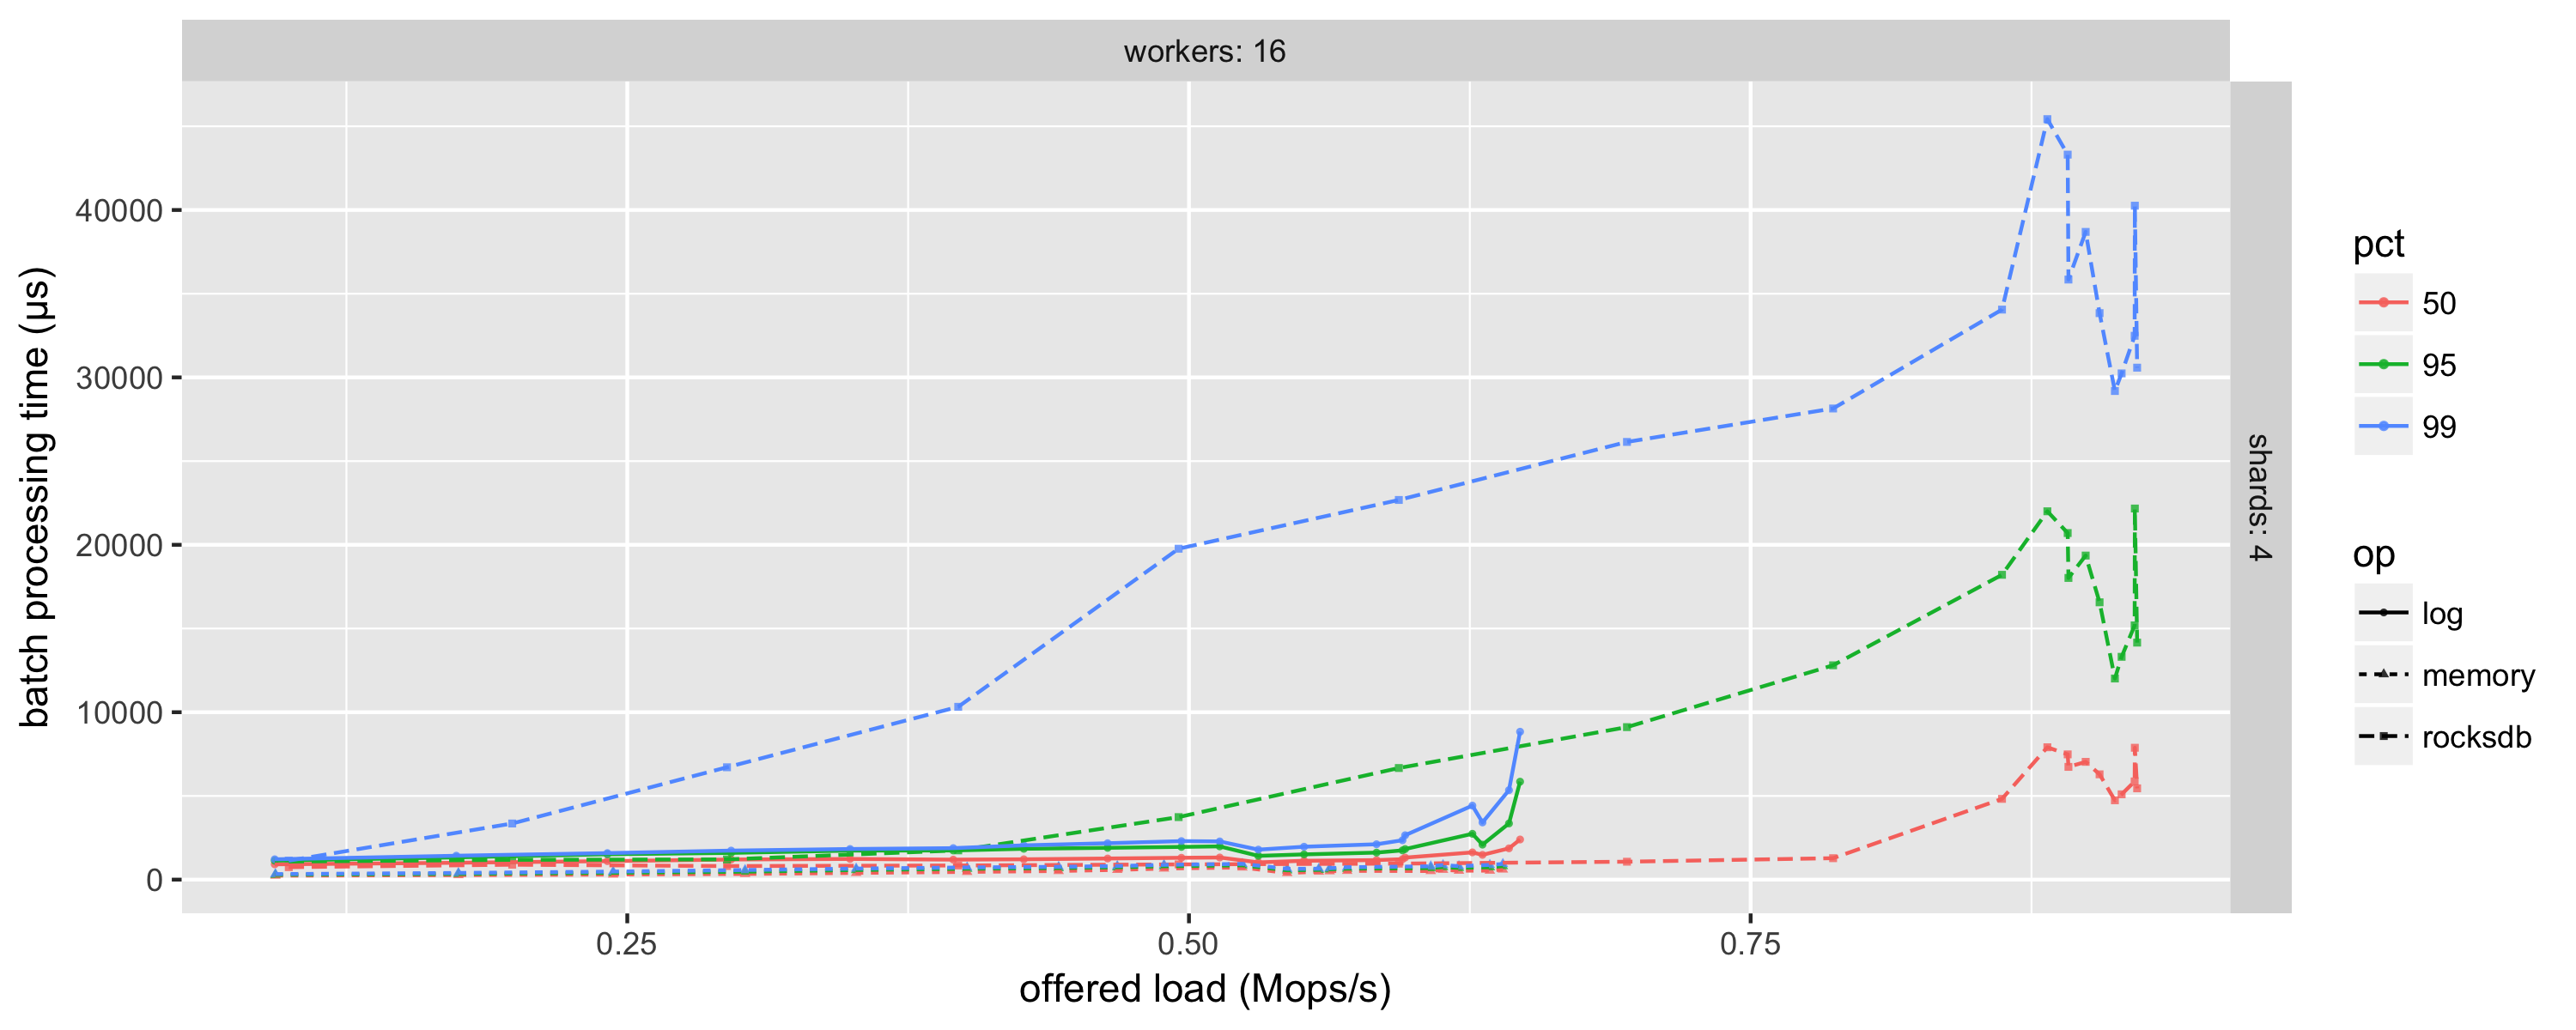 workers: 16
shards: 4
batch processing time (µs)
40000
30000
20000
10000
0
0.25
0.50
0.75
offered load (Mops/s)
pct
50
95
99
op
log
memory
rocksdb